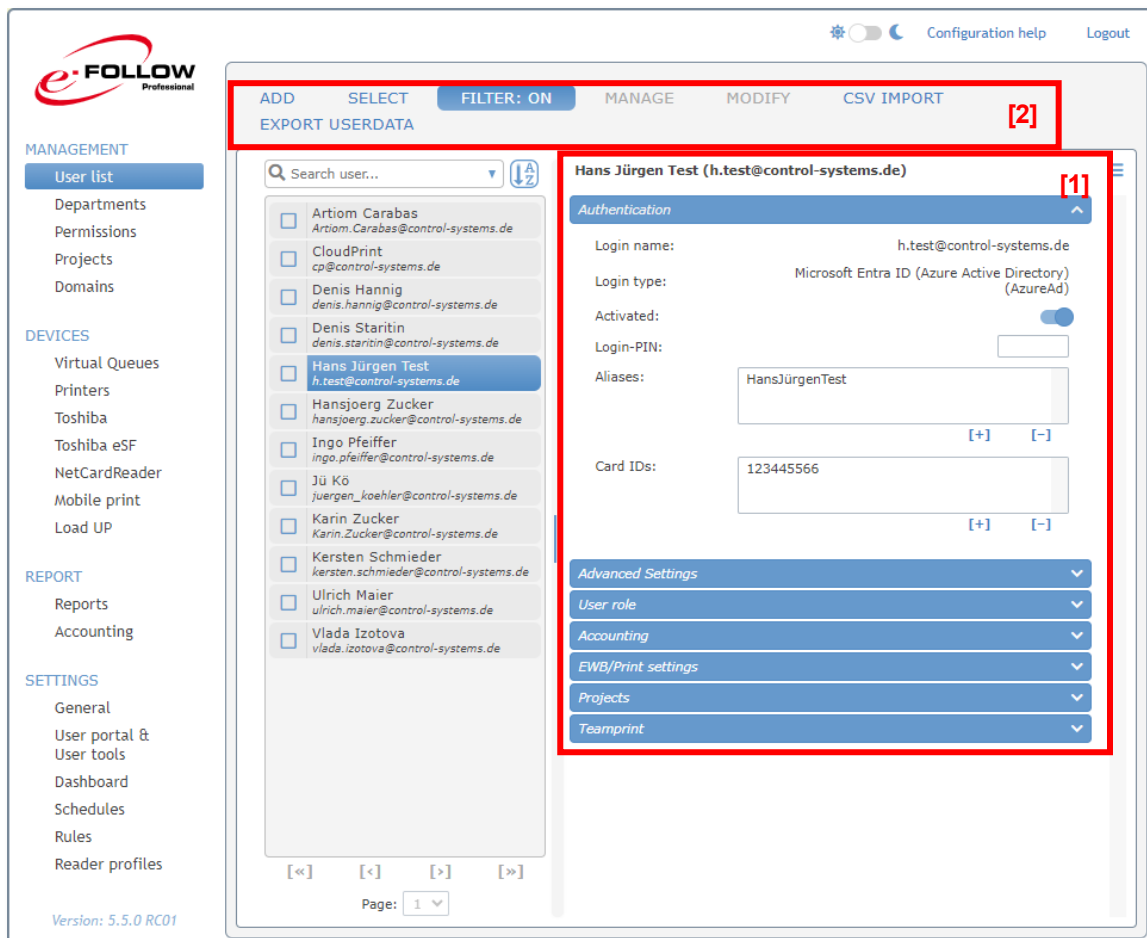 Configuration help Logout
e-FOLLOW
Professional
ADD SELECT FILTER: ON MANAGE MODIFY CSV IMPORT
EXPORT USERDATA
[2]
MANAGEMENT
User list
Departments
Permissions
Projects
Domains
DEVICES
Virtual Queues
Printers
Toshiba
Toshiba eSF
NetCardReader
Mobile print
Load UP
REPORT
Reports
Accounting
SETTINGS
General
User portal &
User tools
Dashboard
Schedules
Rules
Reader profiles
Version: 5.5.0 RC01
Search user... A Z
Artiom Carabas
Artiom.Carabas@control-systems.de
CloudPrint
cp@control-systems.de
Denis Hannig
denis.hannig@control-systems.de
Denis Staritin
denis.staritin@control-systems.de
Hans Jürgen Test
h.test@control-systems.de
Hansjoerg Zucker
hansjoerg.zucker@control-systems.de
Ingo Pfeiffer
ingo.pfeiffer@control-systems.de
Jü Kö
juergen_koehler@control-systems.de
Karin Zucker
Karin.Zucker@control-systems.de
Kersten Schmieder
kersten.schmieder@control-systems.de
Ulrich Maier
ulrich.maier@control-systems.de
Vlada Izotova
vlada.izotova@control-systems.de
[«] [‹] [›] [»]
Page: 1
Hans Jürgen Test (h.test@control-systems.de)
[1]
Authentication
Login name: h.test@control-systems.de
Login type: Microsoft Entra ID (Azure Active Directory)
(AzureAd)
Activated:
Login-PIN:
Aliases: HansJürgenTest
[+] [-]
Card IDs: 123445566
[+] [-]
Advanced Settings
User role
Accounting
EWB/Print settings
Projects
Teamprint